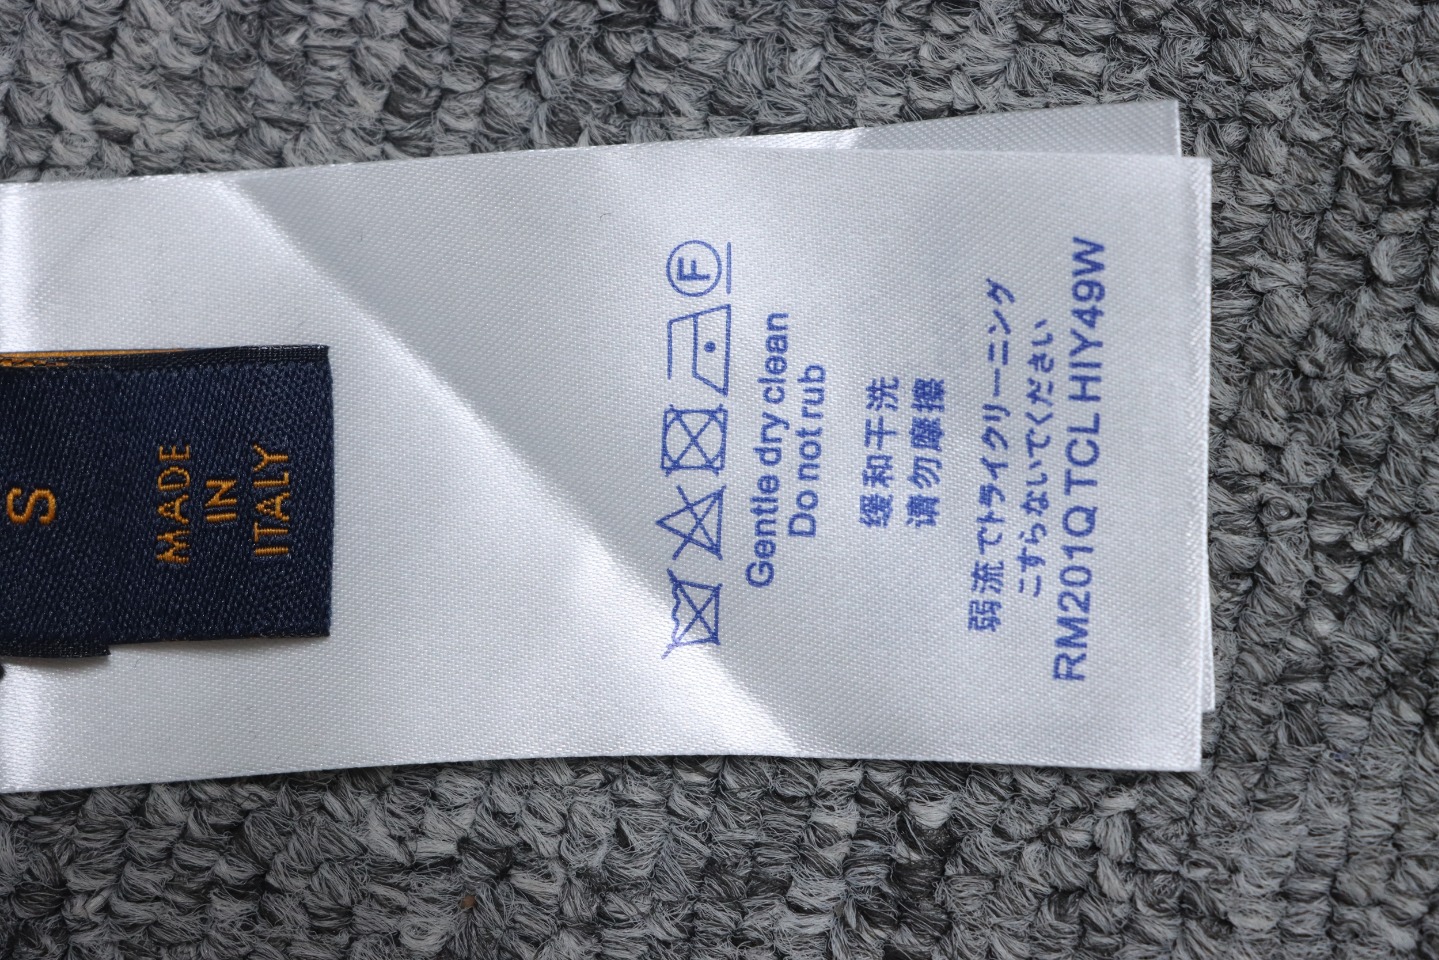 S
MADE
IN
ITALY
F
Gentle dry clean
Do not rub
缓和干洗
请勿摩擦
弱流でトライクリーニング
こすらないでください
RM201Q TCL HIY49W